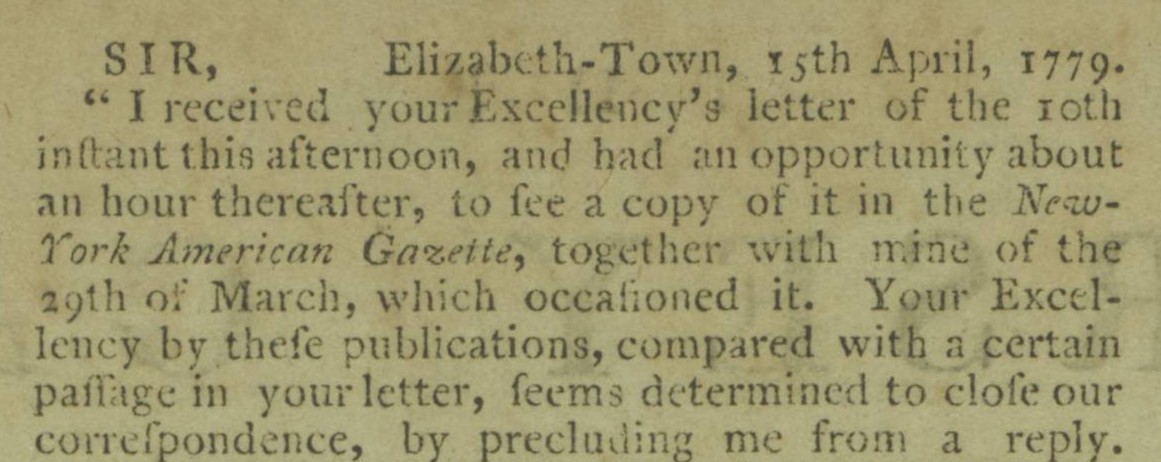 SIR, Elizabeth-Town, 15th April, 1779.
“ I received your Excellency's letter of the 10th
inſtant this afternoon, and had an opportunity about
an hour thereafter, to ſee a copy of it in the New-
York American Gazette, together with mine of the
29th of March, which occaſioned it. Your Excel-
lency by theſe publications, compared with a certain
paſſage in your letter, ſeems determined to cloſe our
correſpondence, by precluding me from a reply.